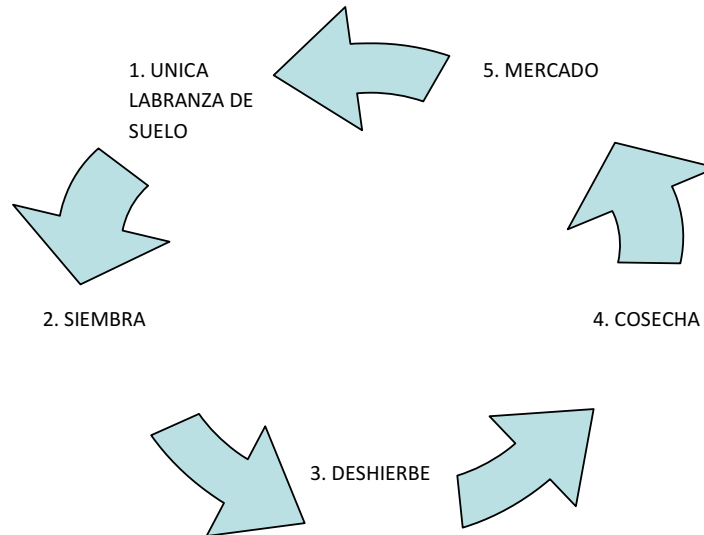 1. UNICA
LABRANZA DE
SUELO
5. MERCADO
2. SIEMBRA
4. COSECHA
3. DESHIERBE